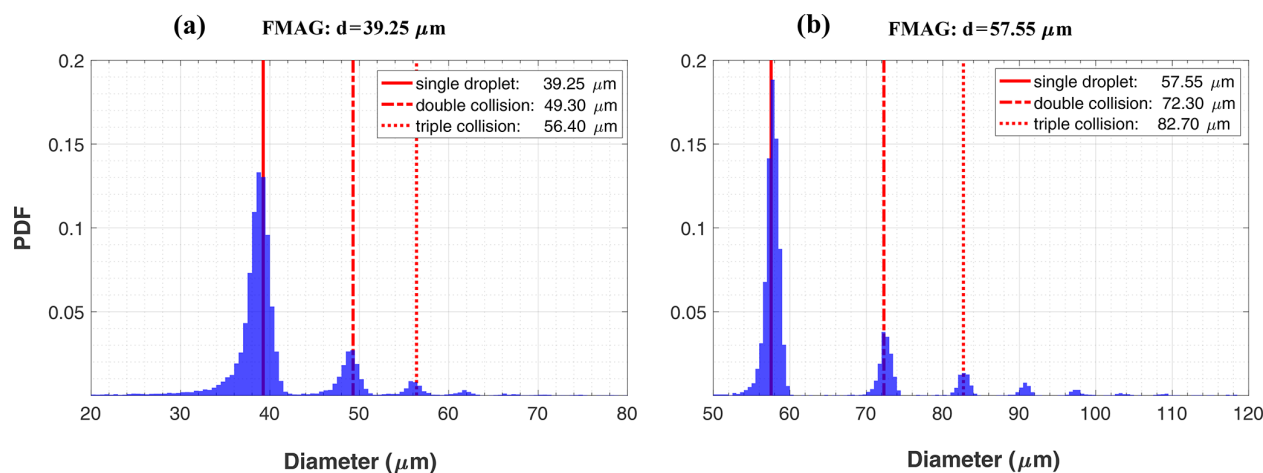 (a) FMAG: d=39.25 μm
0.2
0.15
0.1
0.05
PDF
single droplet: 39.25 μm
double collision: 49.30 μm
triple collision: 56.40 μm
20 30 40 50 60 70 80
Diameter (μm)
(b) FMAG: d=57.55 μm
0.2
0.15
0.1
0.05
single droplet: 57.55 μm
double collision: 72.30 μm
triple collision: 82.70 μm
50 60 70 80 90 100 110 120
Diameter (μm)